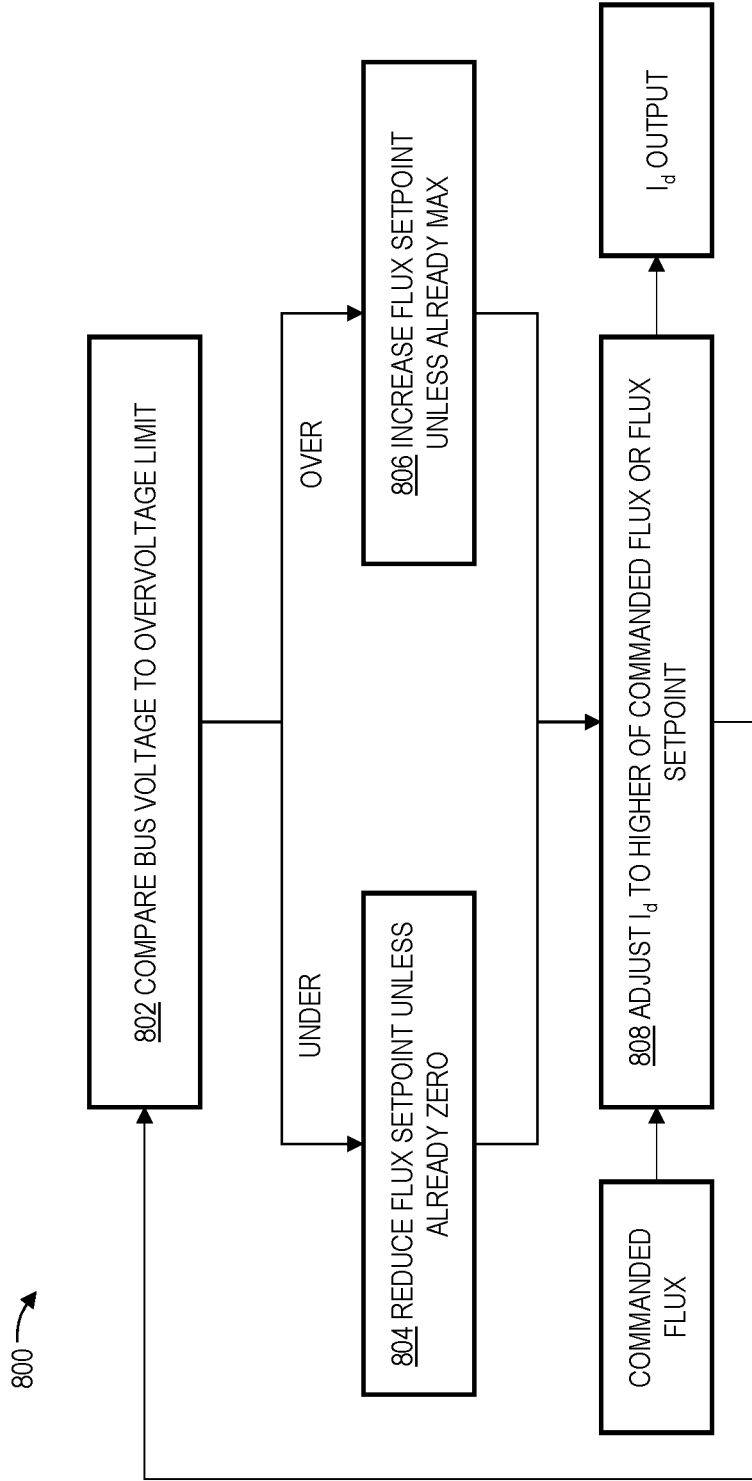 800
802 COMPARE BUS VOLTAGE TO OVERVOLTAGE LIMIT
UNDER
OVER
804 REDUCE FLUX SETPOINT UNLESS
ALREADY ZERO
806 INCREASE FLUX SETPOINT
UNLESS ALREADY MAX
COMMANDED
FLUX
808 ADJUST Id TO HIGHER OF COMMANDED FLUX OR FLUX
SETPOINT
Id OUTPUT